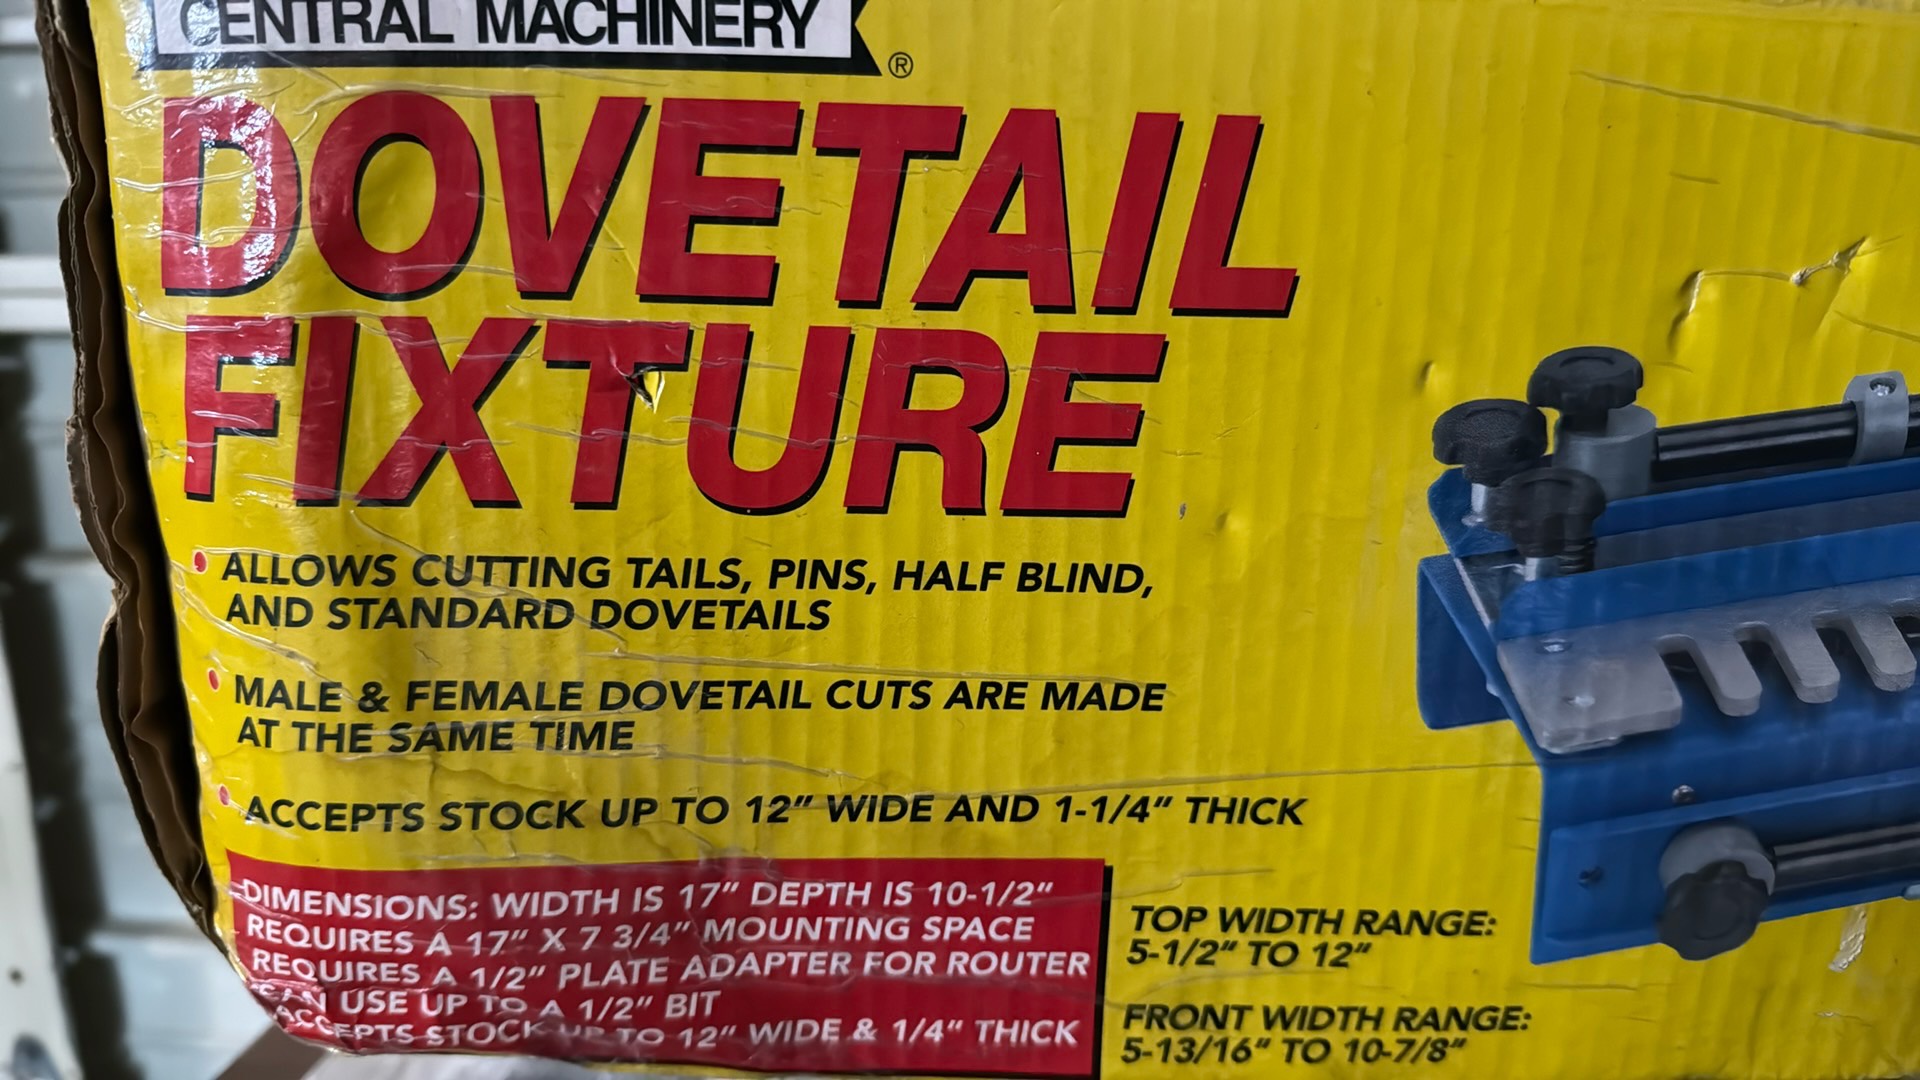 CENTRAL MACHINERY
®
DOVETAIL
FIXTURE
• ALLOWS CUTTING TAILS, PINS, HALF BLIND,
AND STANDARD DOVETAILS
• MALE & FEMALE DOVETAIL CUTS ARE MADE
AT THE SAME TIME
• ACCEPTS STOCK UP TO 12" WIDE AND 1-1/4" THICK
DIMENSIONS: WIDTH IS 17" DEPTH IS 10-1/2"
REQUIRES A 17" X 7 3/4" MOUNTING SPACE
REQUIRES A 1/2" PLATE ADAPTER FOR ROUTER
CAN USE UP TO A 1/2" BIT
ACCEPTS STOCK UP TO 12" WIDE & 1/4" THICK
TOP WIDTH RANGE:
5-1/2" TO 12"
FRONT WIDTH RANGE:
5-13/16" TO 10-7/8"